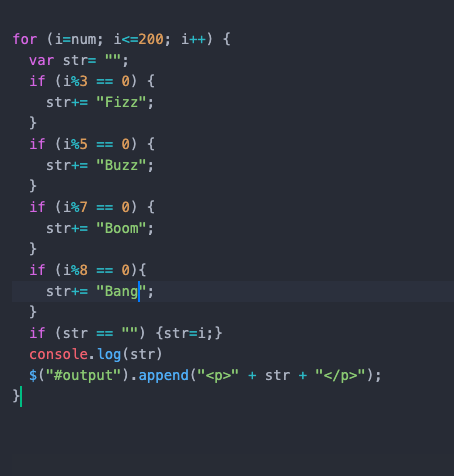 for (i=num; i<=200; i++) {
  var str= "";
  if (i%3 == 0) {
    str+= "Fizz";
  }
  if (i%5 == 0) {
    str+= "Buzz";
  }
  if (i%7 == 0) {
    str+= "Boom";
  }
  if (i%8 == 0){
    str+= "Bang";
  }
  if (str == "") {str=i;}
  console.log(str)
  $("#output").append("<p>" + str + "</p>");
}